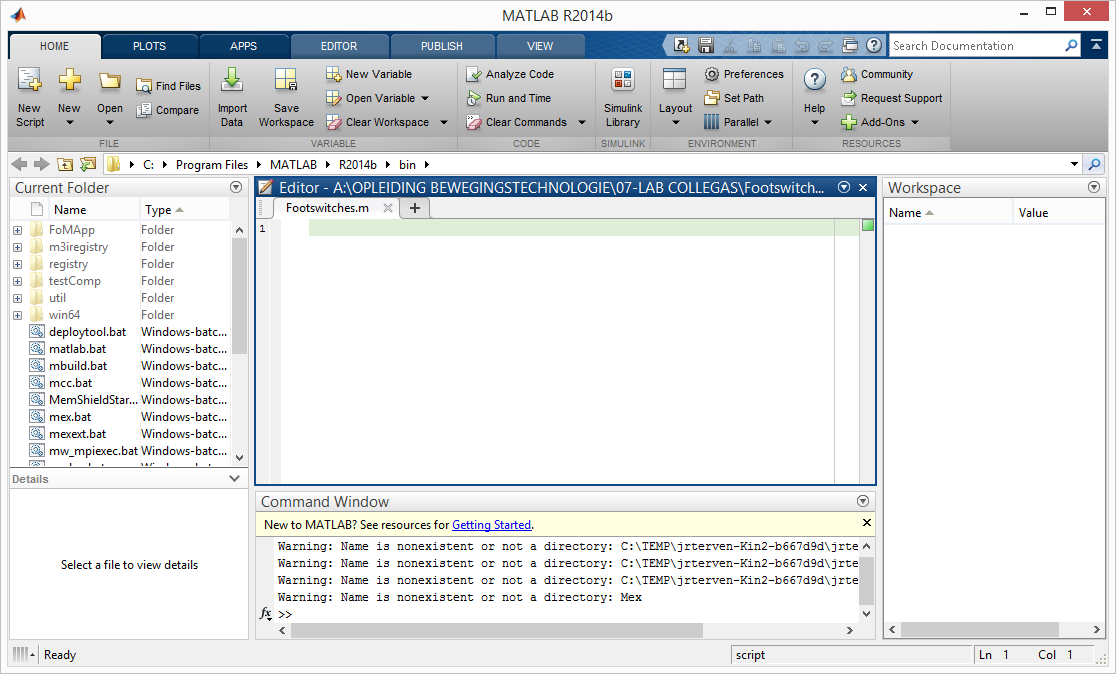 MATLAB R2014b
HOME PLOTS APPS EDITOR PUBLISH VIEW Search Documentation
New Script
New
Open
Find Files
Compare
FILE
Import Data
Save Workspace
New Variable
Open Variable
Clear Workspace
VARIABLE
Analyze Code
Run and Time
Clear Commands
CODE
Simulink Library
SIMULINK
Layout
Preferences
Set Path
Parallel
ENVIRONMENT
Help
Community
Request Support
Add-Ons
RESOURCES
C: Program Files MATLAB R2014b bin
Current Folder
Name Type
FoMApp Folder
m3iregistry Folder
registry Folder
testComp Folder
util Folder
win64 Folder
deploytool.bat Windows-batc...
matlab.bat Windows-batc...
mbuild.bat Windows-batc...
mcc.bat Windows-batc...
MemShieldStar... Windows-batc...
mex.bat Windows-batc...
mexext.bat Windows-batc...
mw_mpiexec.bat Windows-batc...
Details
Select a file to view details
Editor - A:\OPLEIDING BEWEGINGSTECHNOLOGIE\07-LAB COLLEGAS\Footswitch...
Footswitches.m
1
Command Window
New to MATLAB? See resources for Getting Started.
Warning: Name is nonexistent or not a directory: C:\TEMP\jrterven-Kin2-b667d9d\jrte
Warning: Name is nonexistent or not a directory: C:\TEMP\jrterven-Kin2-b667d9d\jrte
Warning: Name is nonexistent or not a directory: C:\TEMP\jrterven-Kin2-b667d9d\jrte
Warning: Name is nonexistent or not a directory: Mex
fx >>
Workspace
Name Value
Ready
script
Ln 1 Col 1